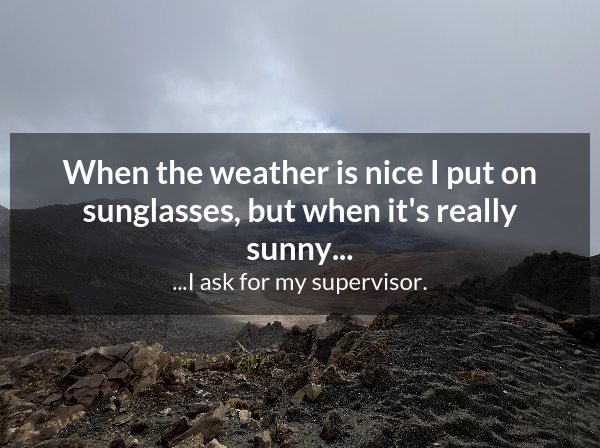 When the weather is nice I put on
sunglasses, but when it's really
sunny...
...I ask for my supervisor.